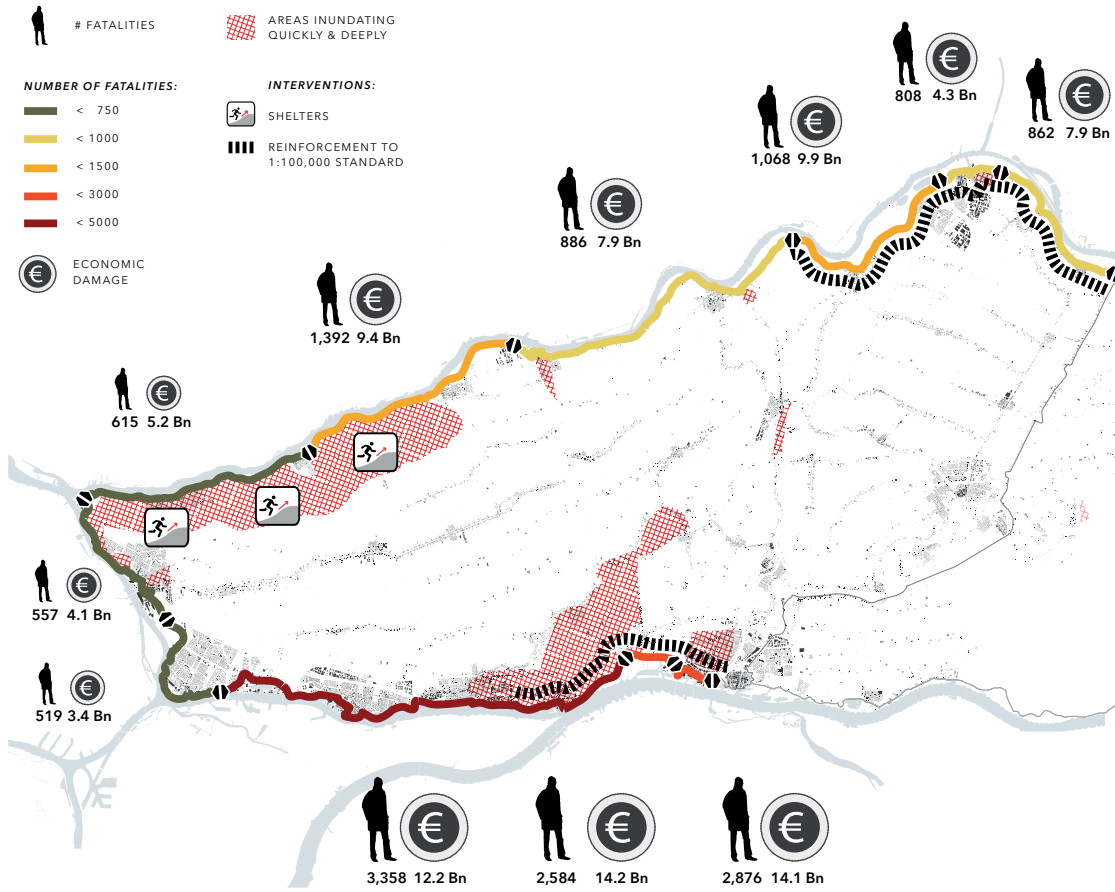 # FATALITIES
AREAS INUNDATING
QUICKLY & DEEPLY
NUMBER OF FATALITIES:
< 750
< 1000
< 1500
< 3000
< 5000
€
ECONOMIC
DAMAGE
INTERVENTIONS:
SHELTERS
REINFORCEMENT TO
1:100,000 STANDARD
€
808 4.3 Bn
€
862 7.9 Bn
€
1,068 9.9 Bn
€
886 7.9 Bn
€
1,392 9.4 Bn
€
615 5.2 Bn
€
557 4.1 Bn
€
519 3.4 Bn
€
3,358 12.2 Bn
€
2,584 14.2 Bn
€
2,876 14.1 Bn